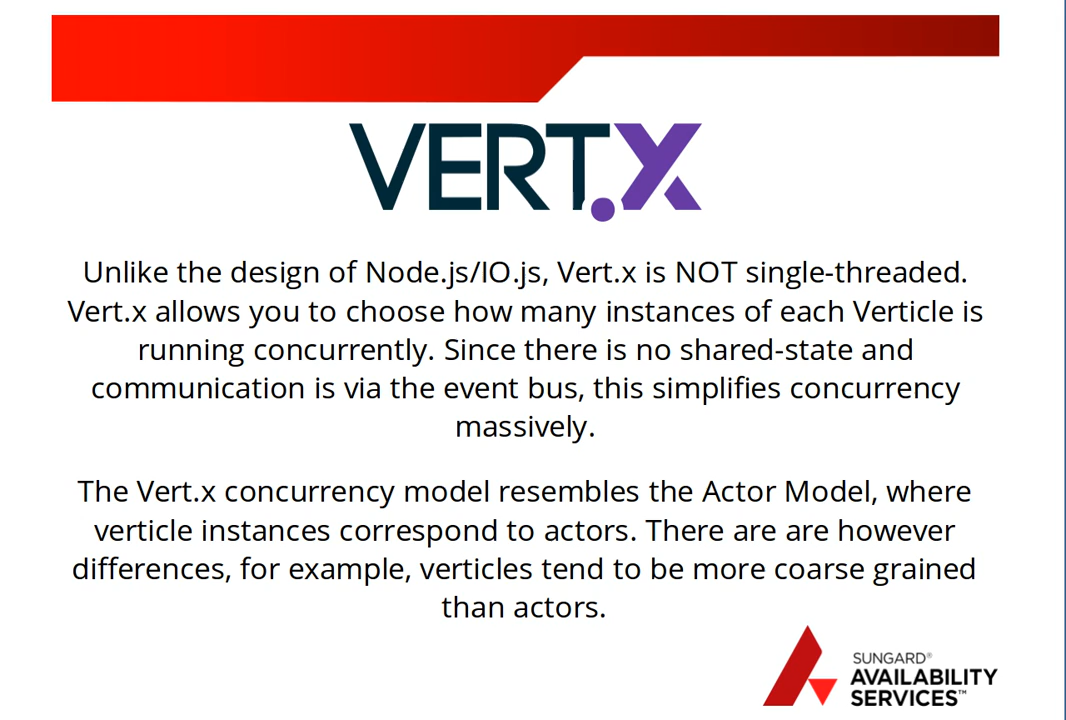 VERT.X
Unlike the design of Node.js/IO.js, Vert.x is NOT single-threaded.
Vert.x allows you to choose how many instances of each Verticle is
running concurrently. Since there is no shared-state and
communication is via the event bus, this simplifies concurrency
massively.
The Vert.x concurrency model resembles the Actor Model, where
verticle instances correspond to actors. There are are however
differences, for example, verticles tend to be more coarse grained
than actors.
SUNGARD®
AVAILABILITY
SERVICES™